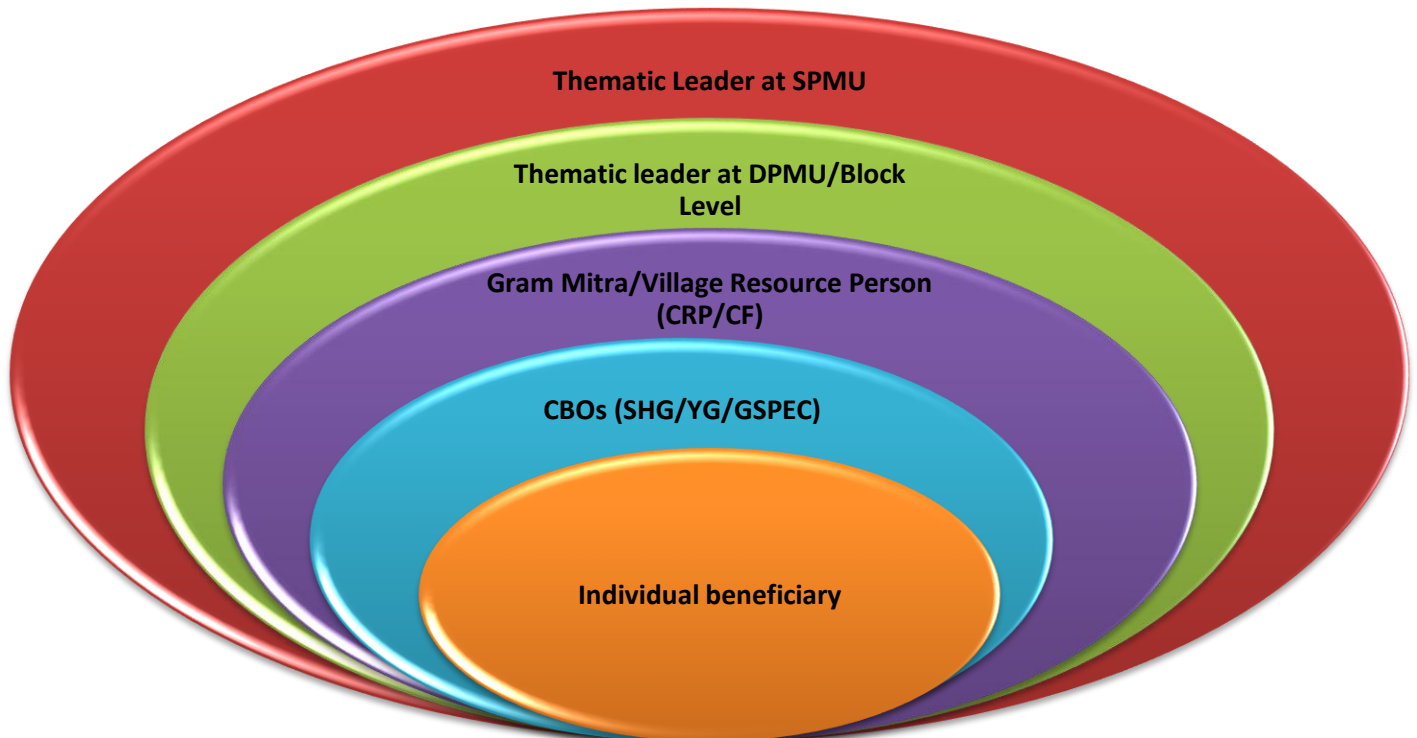 Thematic Leader at SPMU
Thematic leader at DPMU/Block
Level
Gram Mitra/Village Resource Person
(CRP/CF)
CBOs (SHG/YG/GSPEC)
Individual beneficiary